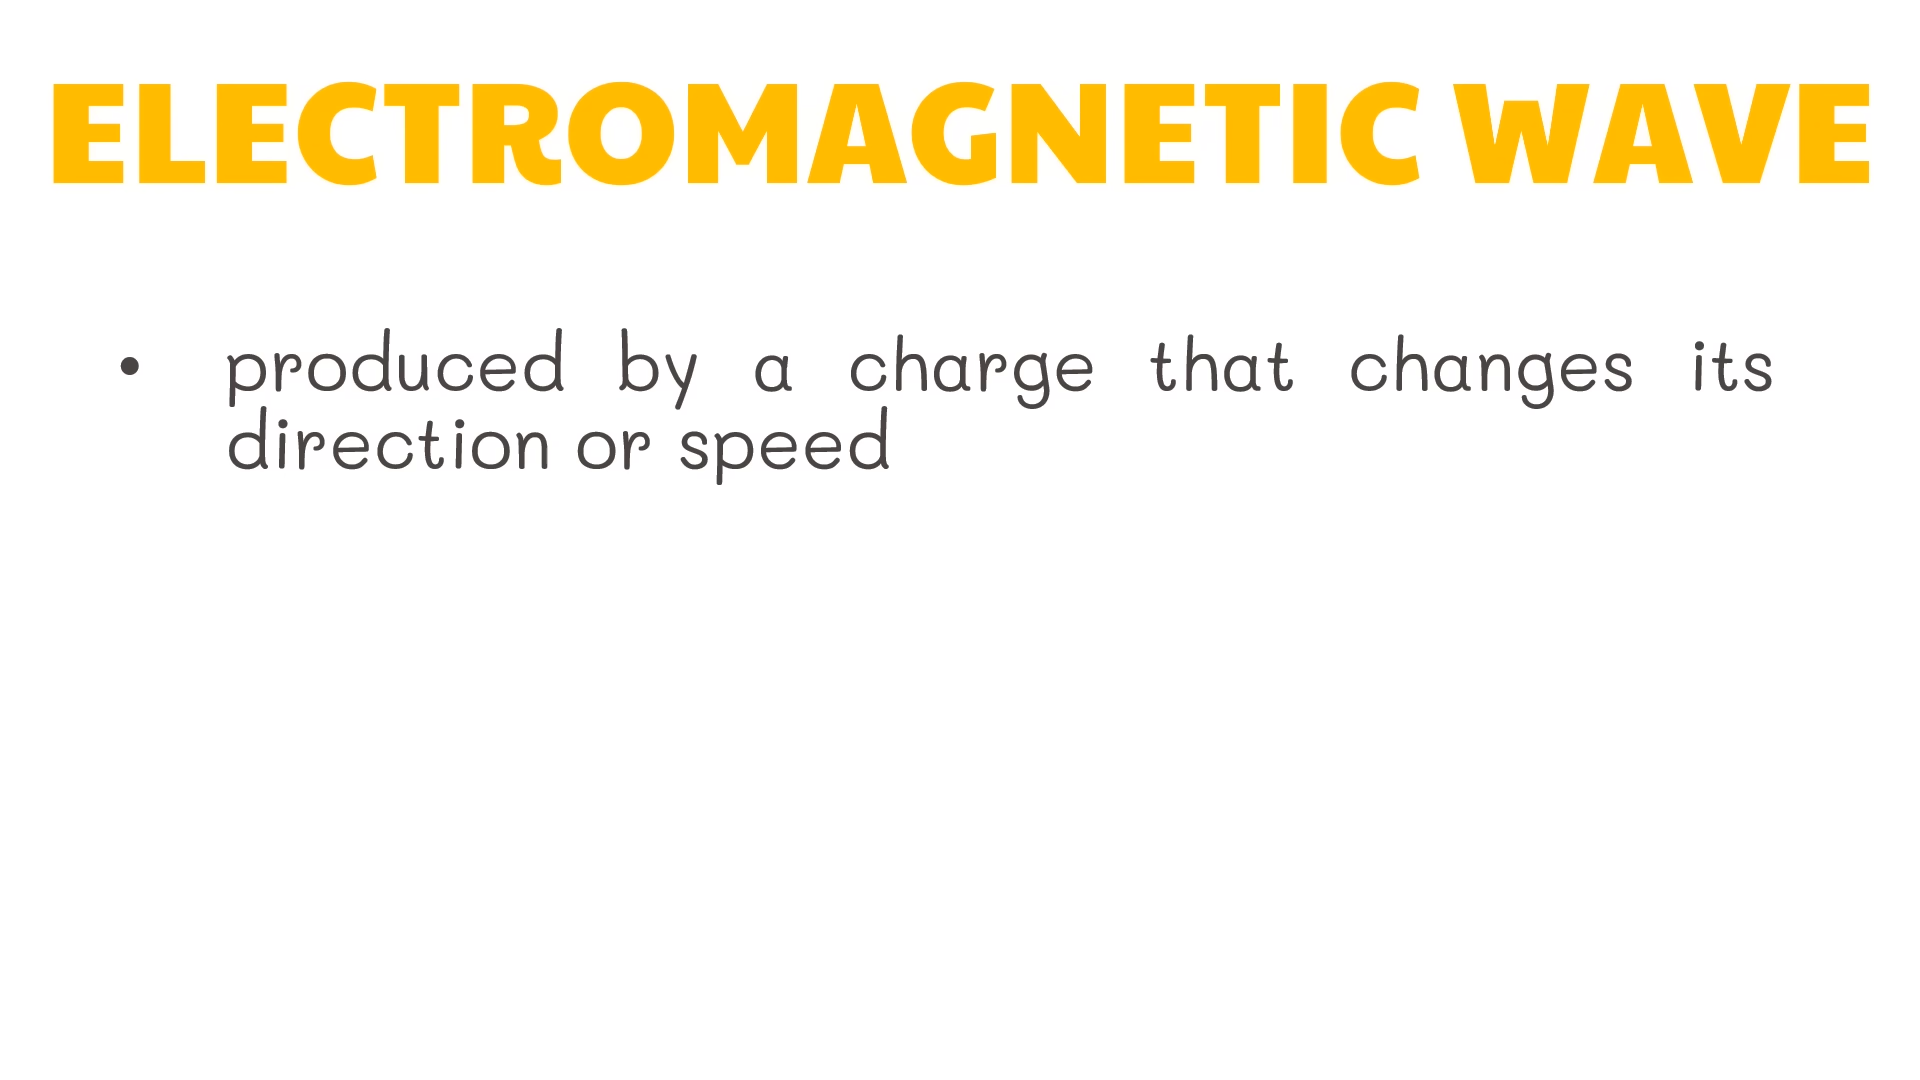 ELECTROMAGNETIC WAVE
• produced by a charge that changes its
direction or speed